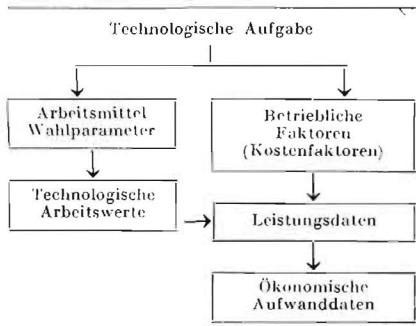 Technologische Aufgabe
Arbeitsmittel
Wahlparameter
Betriebliche
Faktoren
(Kostenfaktoren)
Technologische
Arbeitswerte
Leistungsdaten
Ökonomische
Aufwanddaten